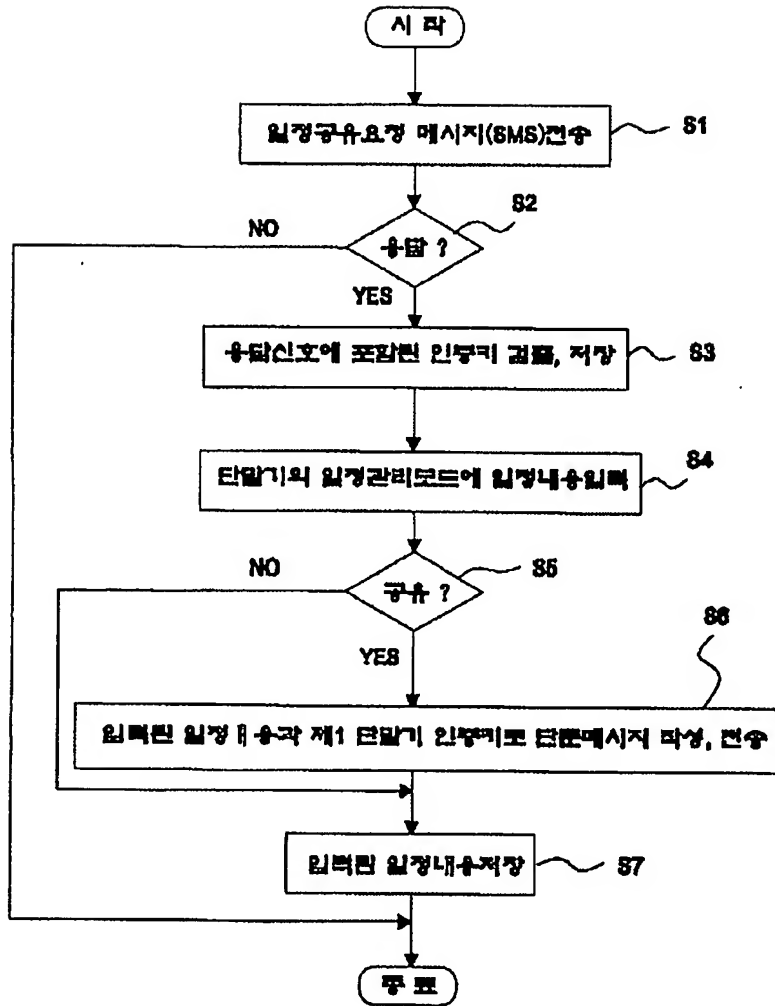 시 작
일정공유요청 메시지(SMS)전송
S1
S2
NO
응답 ?
YES
응답신호에 포함된 인증키 검출, 저장
S3
단말기의 일정관리모드에 일정내용입력
S4
NO
공유 ?
S5
YES
S6
입력된 일정내용과 제1 단말기 인증키로 단문메시지 작성, 전송
입력된 일정내용저장
S7
종 료